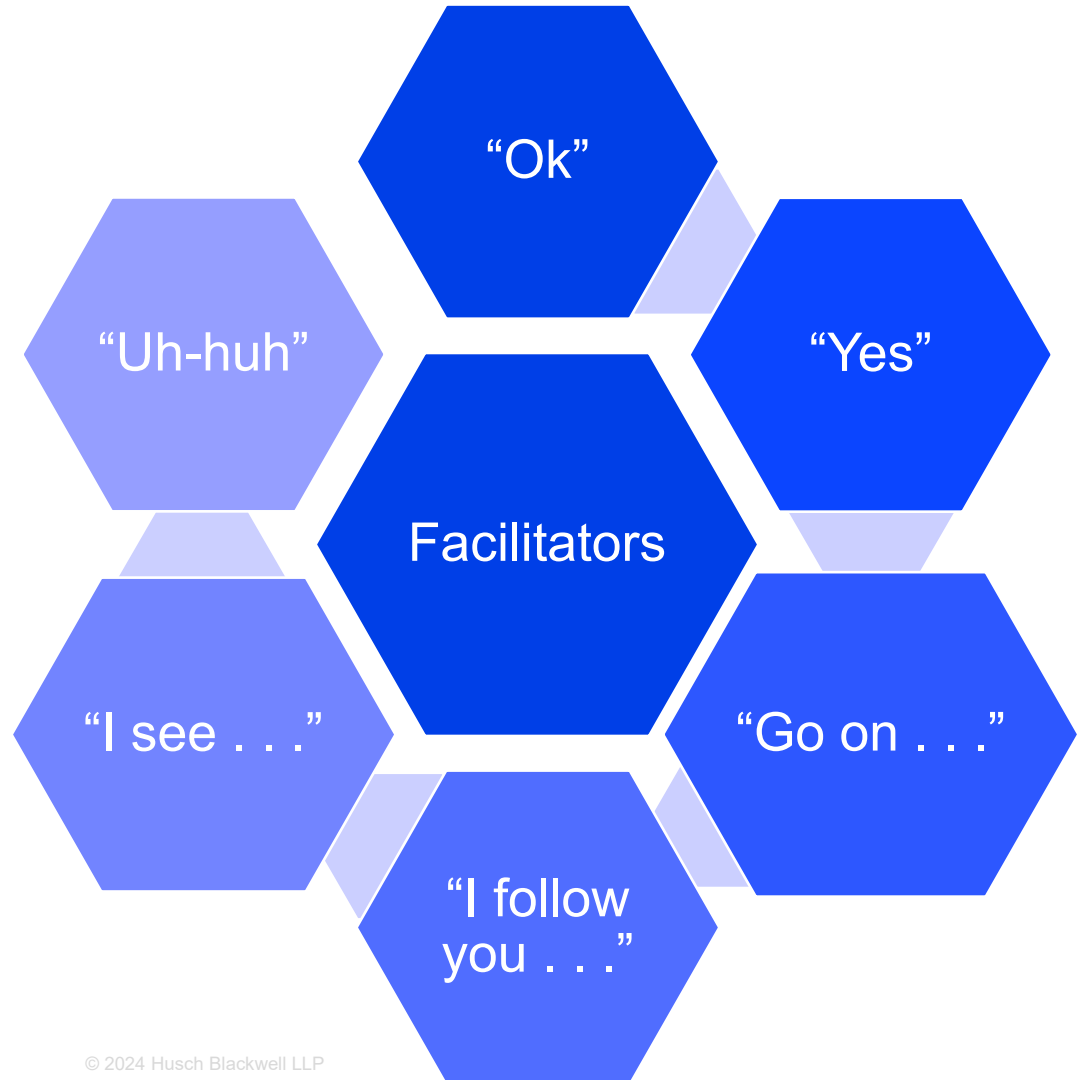 “Ok”
“Yes”
“Go on . . .”
“I follow
you . . .”
“I see . . .”
“Uh-huh”
Facilitators
© 2024 Husch Blackwell LLP